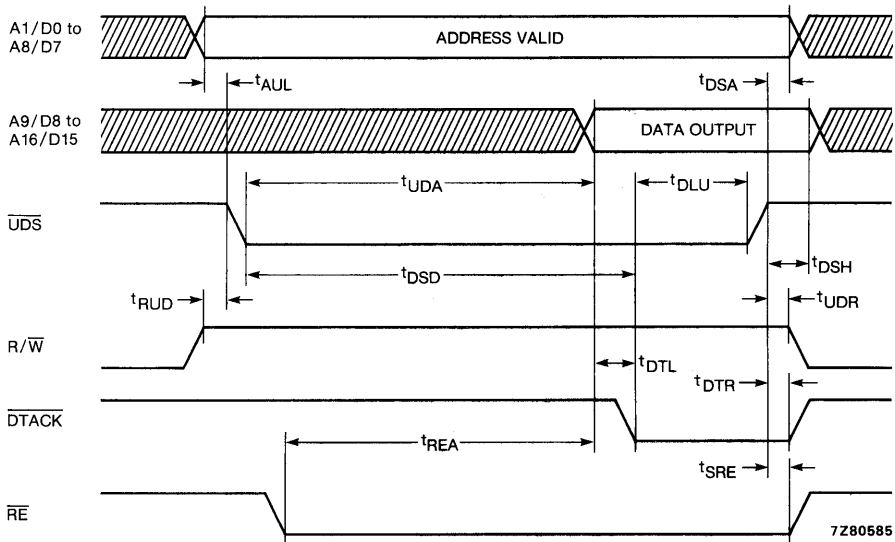 A1/D0 to
A8/D7
ADDRESS VALID
tAUL
tDSA
A9/D8 to
A16/D15
DATA OUTPUT
tUDA
tDLU
UDS
tDSD
tDSH
tRUD
tUDR
R/W
tDTL
tDTR
DTACK
tREA
tSRE
RE
7Z80585